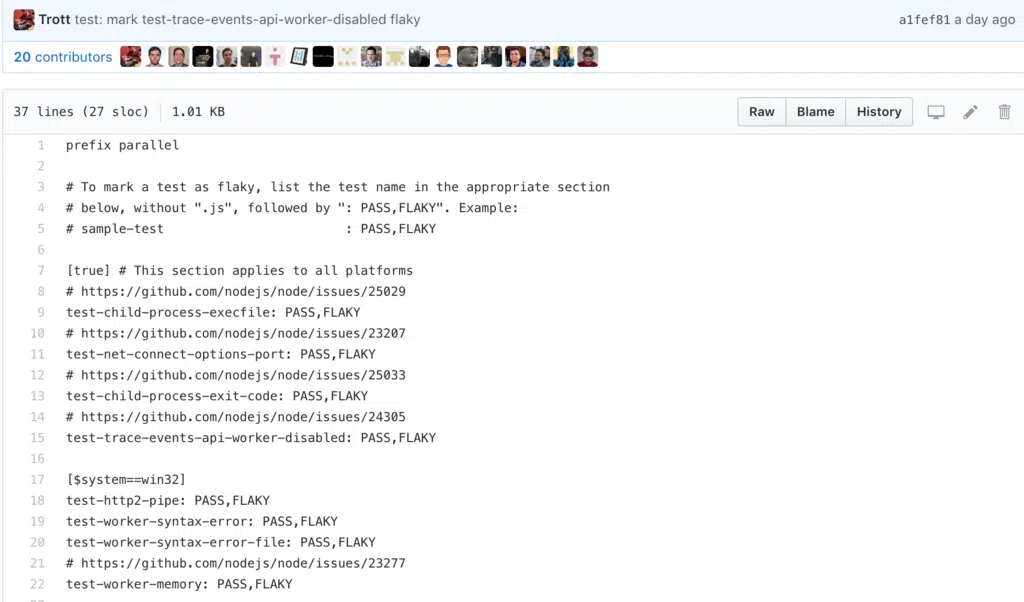 Trott test: mark test-trace-events-api-worker-disabled flaky a1fef81 a day ago
20 contributors
37 lines (27 sloc) 1.01 KB Raw Blame History
1 prefix parallel
2
3 # To mark a test as flaky, list the test name in the appropriate section
4 # below, without ".js", followed by ": PASS,FLAKY". Example:
5 # sample-test : PASS,FLAKY
6
7 [true] # This section applies to all platforms
8 # https://github.com/nodejs/node/issues/25029
9 test-child-process-execfile: PASS,FLAKY
10 # https://github.com/nodejs/node/issues/23207
11 test-net-connect-options-port: PASS,FLAKY
12 # https://github.com/nodejs/node/issues/25033
13 test-child-process-exit-code: PASS,FLAKY
14 # https://github.com/nodejs/node/issues/24305
15 test-trace-events-api-worker-disabled: PASS,FLAKY
16
17 [$system==win32]
18 test-http2-pipe: PASS,FLAKY
19 test-worker-syntax-error: PASS,FLAKY
20 test-worker-syntax-error-file: PASS,FLAKY
21 # https://github.com/nodejs/node/issues/23277
22 test-worker-memory: PASS,FLAKY